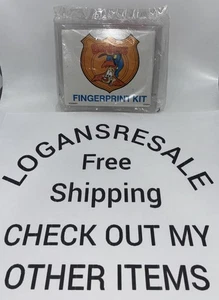 FINGERPRINT KIT
LOGANSRESALE
Free
Shipping
CHECK OUT MY
OTHER ITEMS